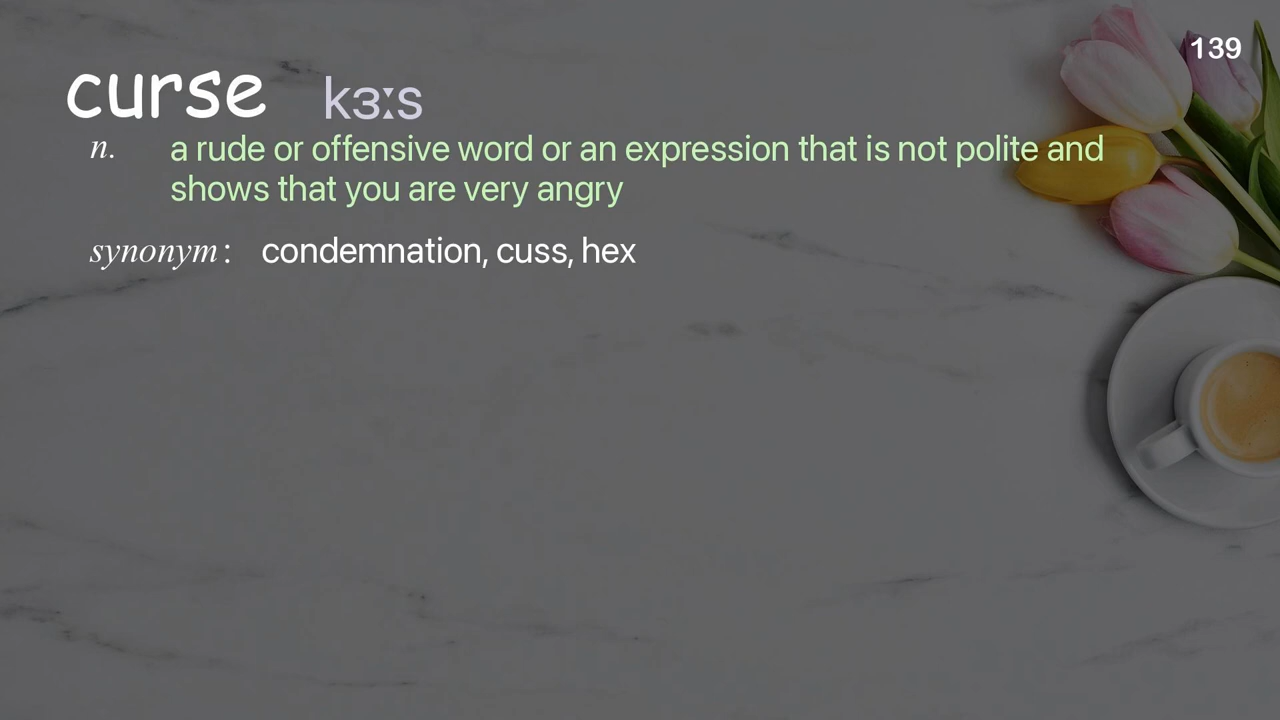 139
curse kɜːs
n. a rude or offensive word or an expression that is not polite and
shows that you are very angry
synonym: condemnation, cuss, hex